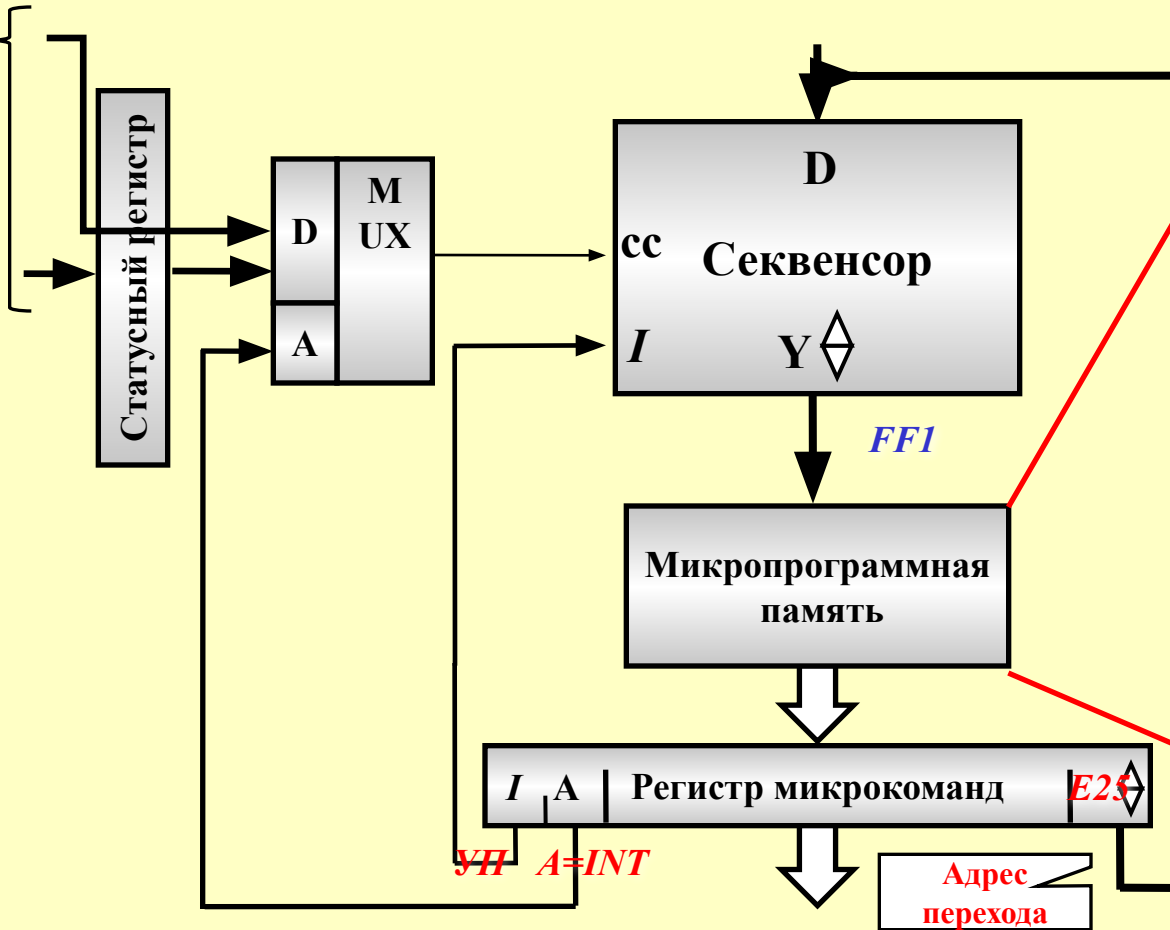 Статусный регистр
D
M
UX
A
D
cc
Секвенсор
I
Y
FF1
Микропрограммная
память
I A Регистр микрокоманд E25
УП A=INT
Адрес
перехода